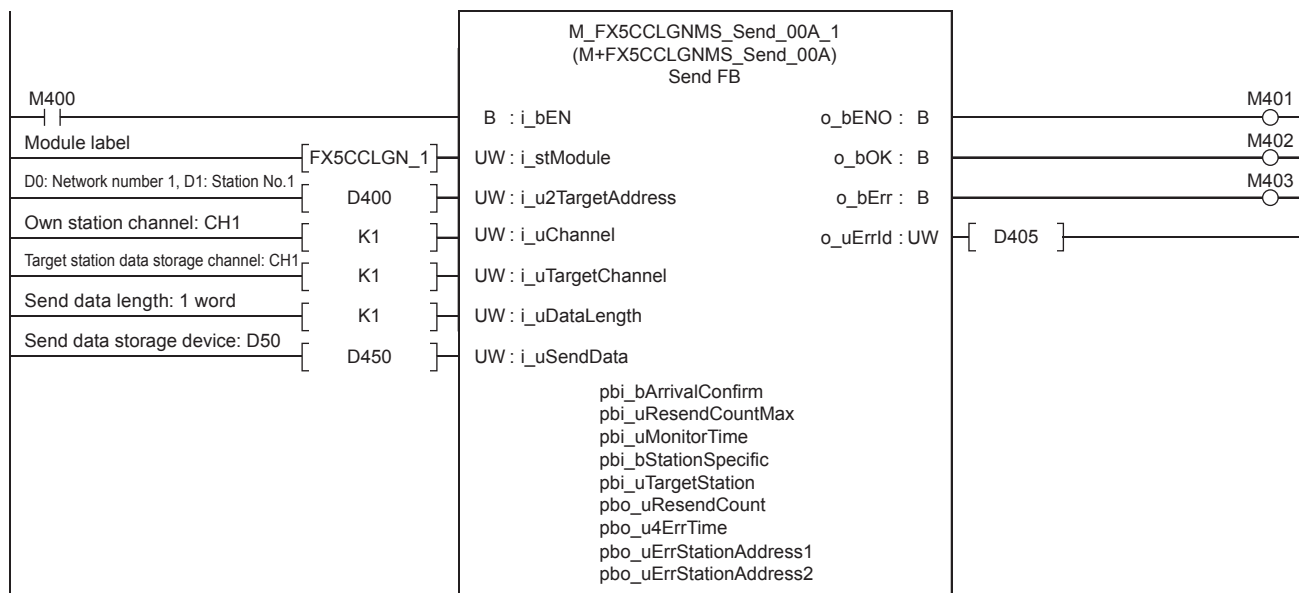 M_FX5CCLGNMS_Send_00A_1
(M+FX5CCLGNMS_Send_00A)
Send FB
M400
B : i_bEN
o_bENO : B
M401
Module label
FX5CCLGN_1
UW : i_stModule
o_bOK : B
M402
D0: Network number 1, D1: Station No.1
D400
UW : i_u2TargetAddress
o_bErr : B
M403
Own station channel: CH1
K1
UW : i_uChannel
o_uErrId : UW
D405
Target station data storage channel: CH1
K1
UW : i_uTargetChannel
Send data length: 1 word
K1
UW : i_uDataLength
Send data storage device: D50
D450
UW : i_uSendData
pbi_bArrivalConfirm
pbi_uResendCountMax
pbi_uMonitorTime
pbi_bStationSpecific
pbi_uTargetStation
pbo_uResendCount
pbo_u4ErrTime
pbo_uErrStationAddress1
pbo_uErrStationAddress2